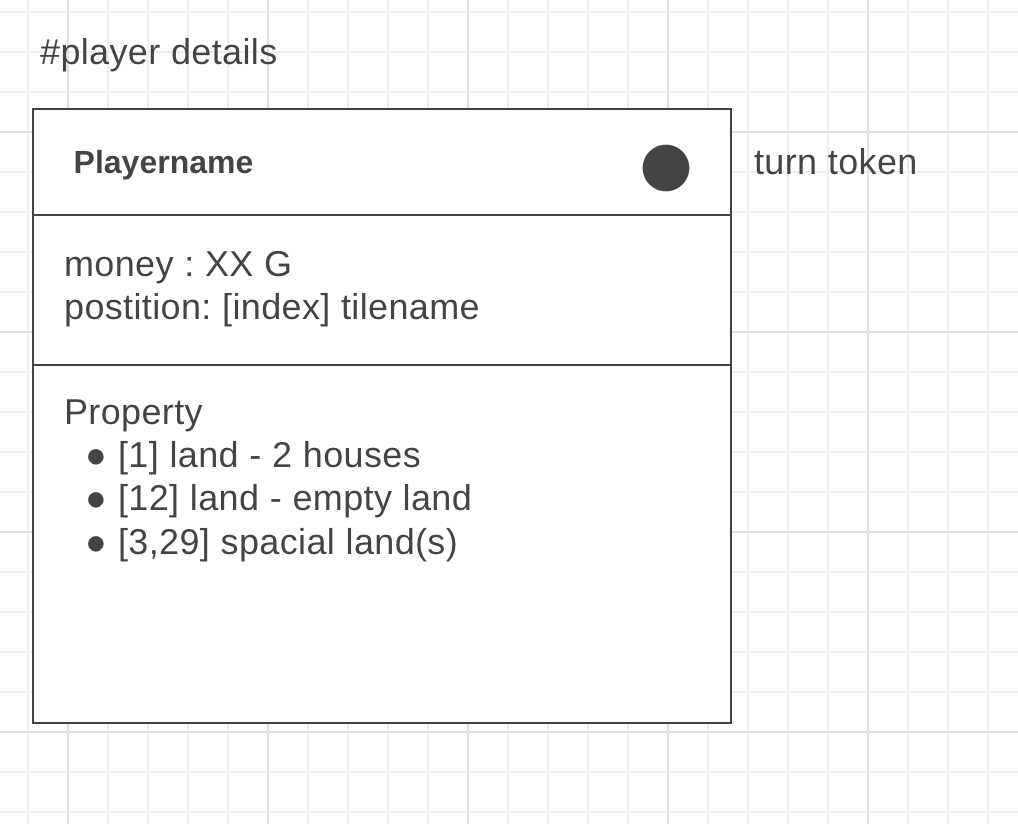 #player details
Playername
turn token
money : XX G
postition: [index] tilename
Property
● [1] land - 2 houses
● [12] land - empty land
● [3,29] spacial land(s)